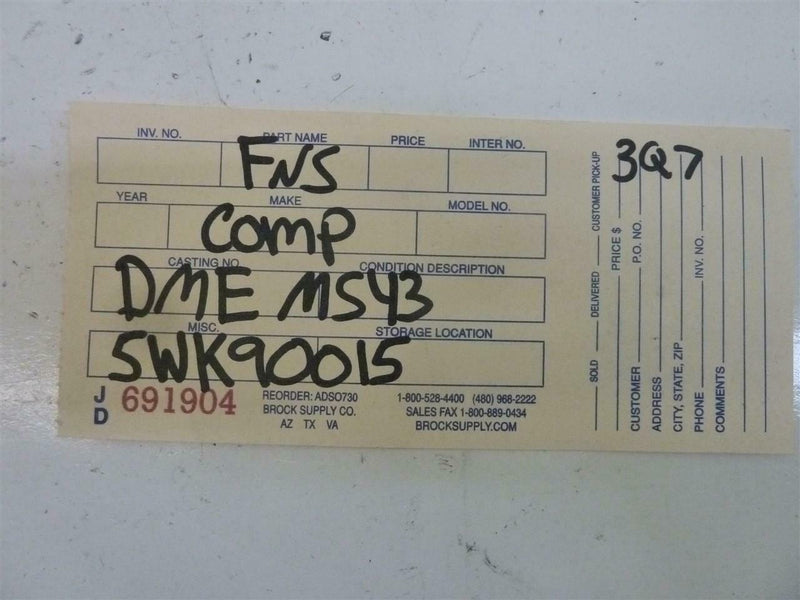 INV. NO. PART NAME PRICE INTER NO.
FNS
YEAR MAKE MODEL NO.
Comp
CASTING NO. CONDITION DESCRIPTION
DME MS43
MISC. STORAGE LOCATION
5WK90015
JD 691904
REORDER: ADSO730
BROCK SUPPLY CO.
AZ TX VA
1-800-528-4400 (480) 968-2222
SALES FAX 1-800-889-0434
BROCKSUPPLY.COM
3Q7
SOLD DELIVERED CUSTOMER PICK-UP
PRICE $
CUSTOMER P.O. NO.
ADDRESS
CITY, STATE, ZIP
PHONE INV. NO.
COMMENTS